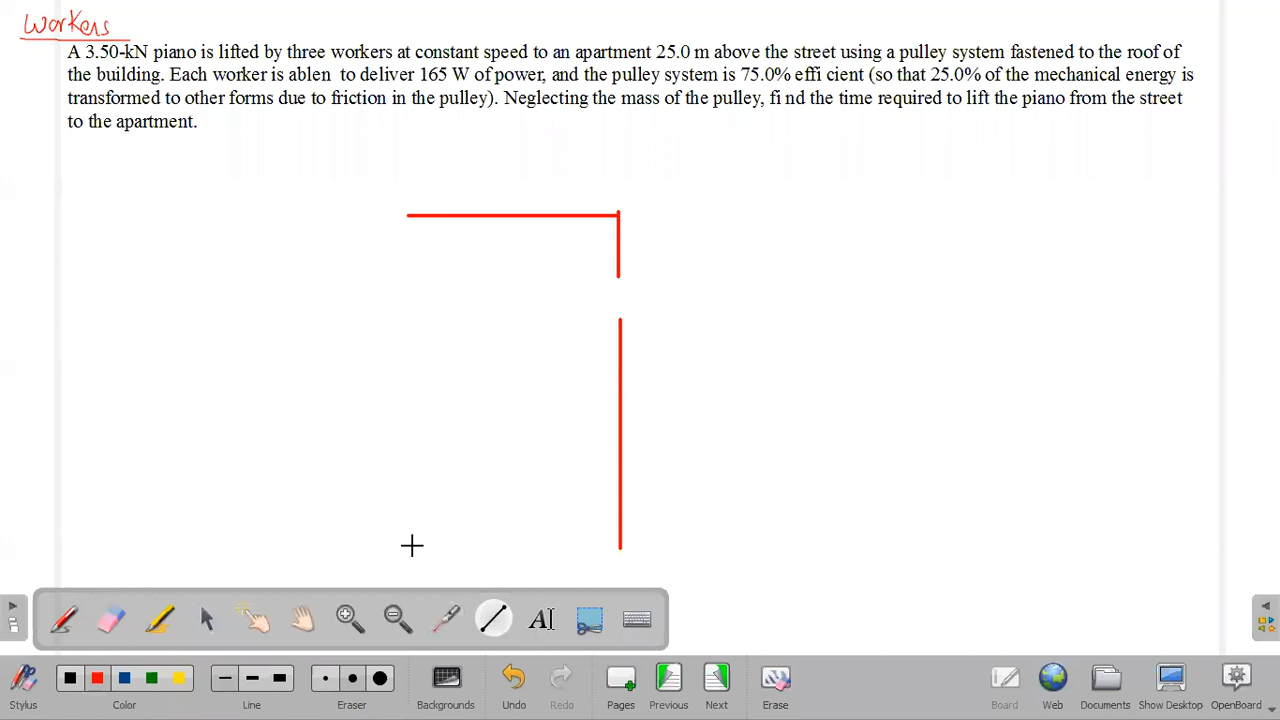 Workers
A 3.50-kN piano is lifted by three workers at constant speed to an apartment 25.0 m above the street using a pulley system fastened to the roof of
the building. Each worker is ablen to deliver 165 W of power, and the pulley system is 75.0% effi cient (so that 25.0% of the mechanical energy is
transformed to other forms due to friction in the pulley). Neglecting the mass of the pulley, fi nd the time required to lift the piano from the street
to the apartment.
Stylus Color Line Eraser Backgrounds Undo Redo Pages Previous Next Erase Board Web Documents Show Desktop OpenBoard